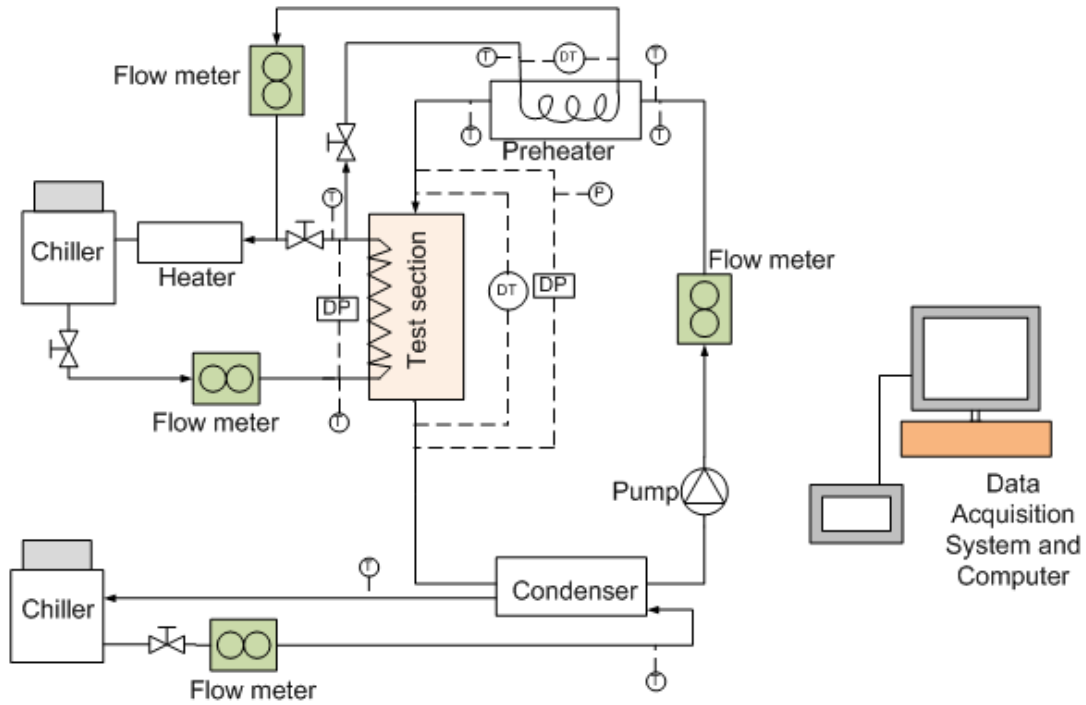 Flow meter
T
DT
T
T
T
Preheater
T
P
Chiller
Heater
DP
Test section
DT
DP
Flow meter
Flow meter
T
Pump
Data
Acquisition
System and
Computer
T
Condenser
Chiller
Flow meter
T